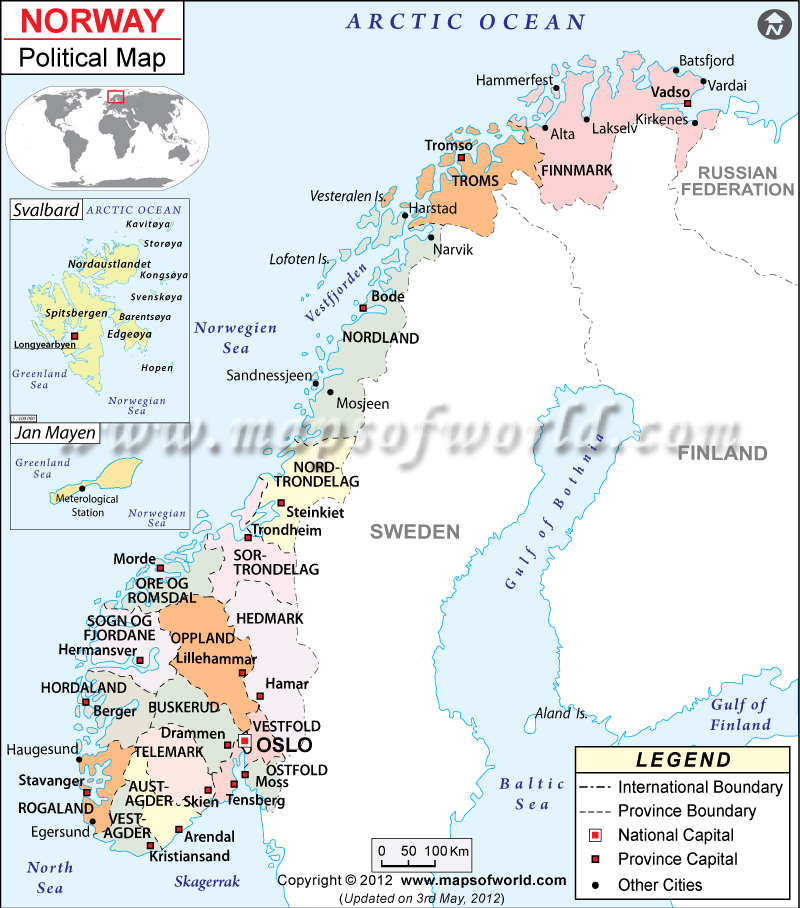 NORWAY
Political Map
ARCTIC OCEAN
N
Batsfjord
Hammerfest
Vardai
Vadso
Kirkenes
Alta
Lakselv
Tromso
FINNMARK
TROMS
RUSSIAN
FEDERATION
Vesteralen Is.
Harstad
Narvik
Lofoten Is.
Vestfjorden
Bode
Norwegien
Sea
NORDLAND
Sandnessjeen
Mosjeen
Svalbard
ARCTIC OCEAN
Kavitøya
Storøya
Nordaustlandet
Kongsøya
Svenskøya
Spitsbergen
Barentsøya
Edgeøya
Longyearbyen
Hopen
Greenland
Sea
Norwegian
Sea
Jan Mayen
Greenland
Sea
Meterological
Station
Norwegian
Sea
www.mapsofworld.com
FINLAND
Gulf of Bothnia
NORD-
TRONDELAG
Steinkiet
Trondheim
SWEDEN
SOR-
TRONDELAG
Morde
ORE OG
ROMSDAL
HEDMARK
SOGN OG
FJORDANE
OPPLAND
Hermansver
Lillehammar
Hamar
HORDALAND
BUSKERUD
Berger
VESTFOLD
Drammen
OSLO
Haugesund
TELEMARK
OSTFOLD
Moss
Stavanger
AUST-
AGDER
Skien
Tensberg
ROGALAND
VEST-
AGDER
Egersund
Arendal
Kristiansand
North
Sea
Skagerrak
Aland Is.
Gulf of
Finland
Baltic
Sea
LEGEND
International Boundary
Province Boundary
National Capital
Province Capital
Other Cities
0 50 100 Km
Copyright © 2012 www.mapsofworld.com
(Updated on 3rd May, 2012)